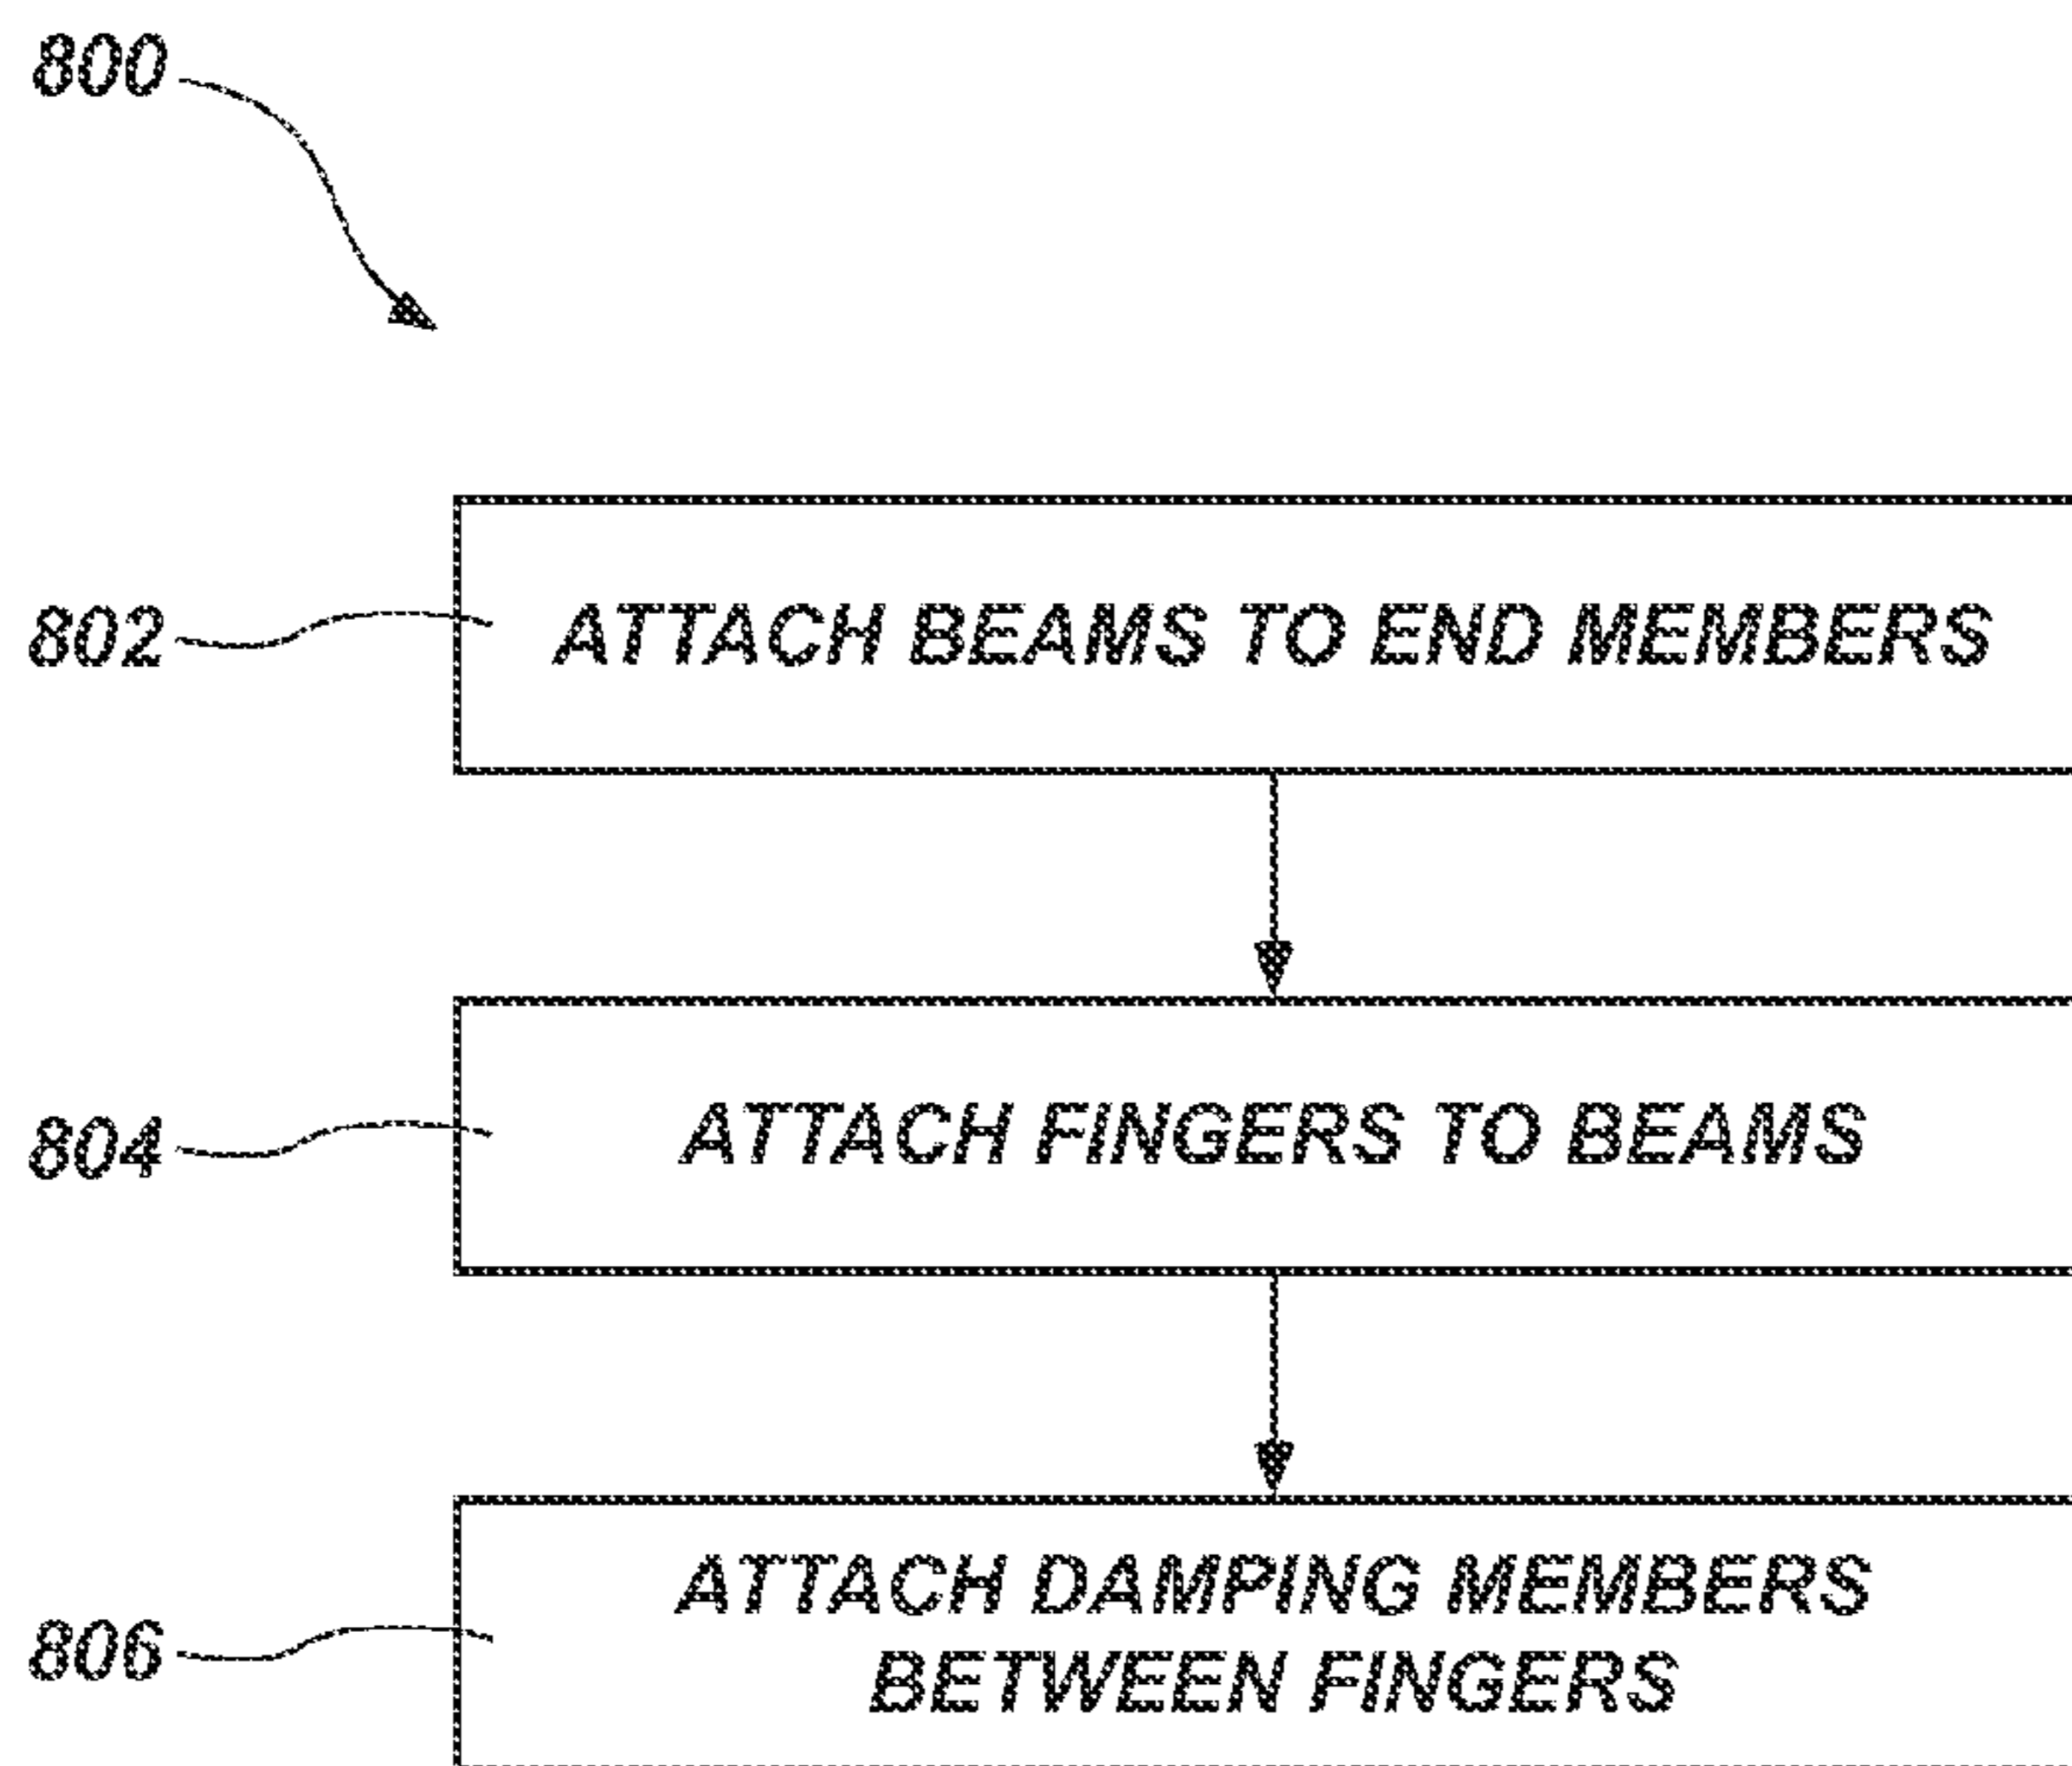 800
802
ATTACH BEAMS TO END MEMBERS
804
ATTACH FINGERS TO BEAMS
806
ATTACH DAMPING MEMBERS
BETWEEN FINGERS